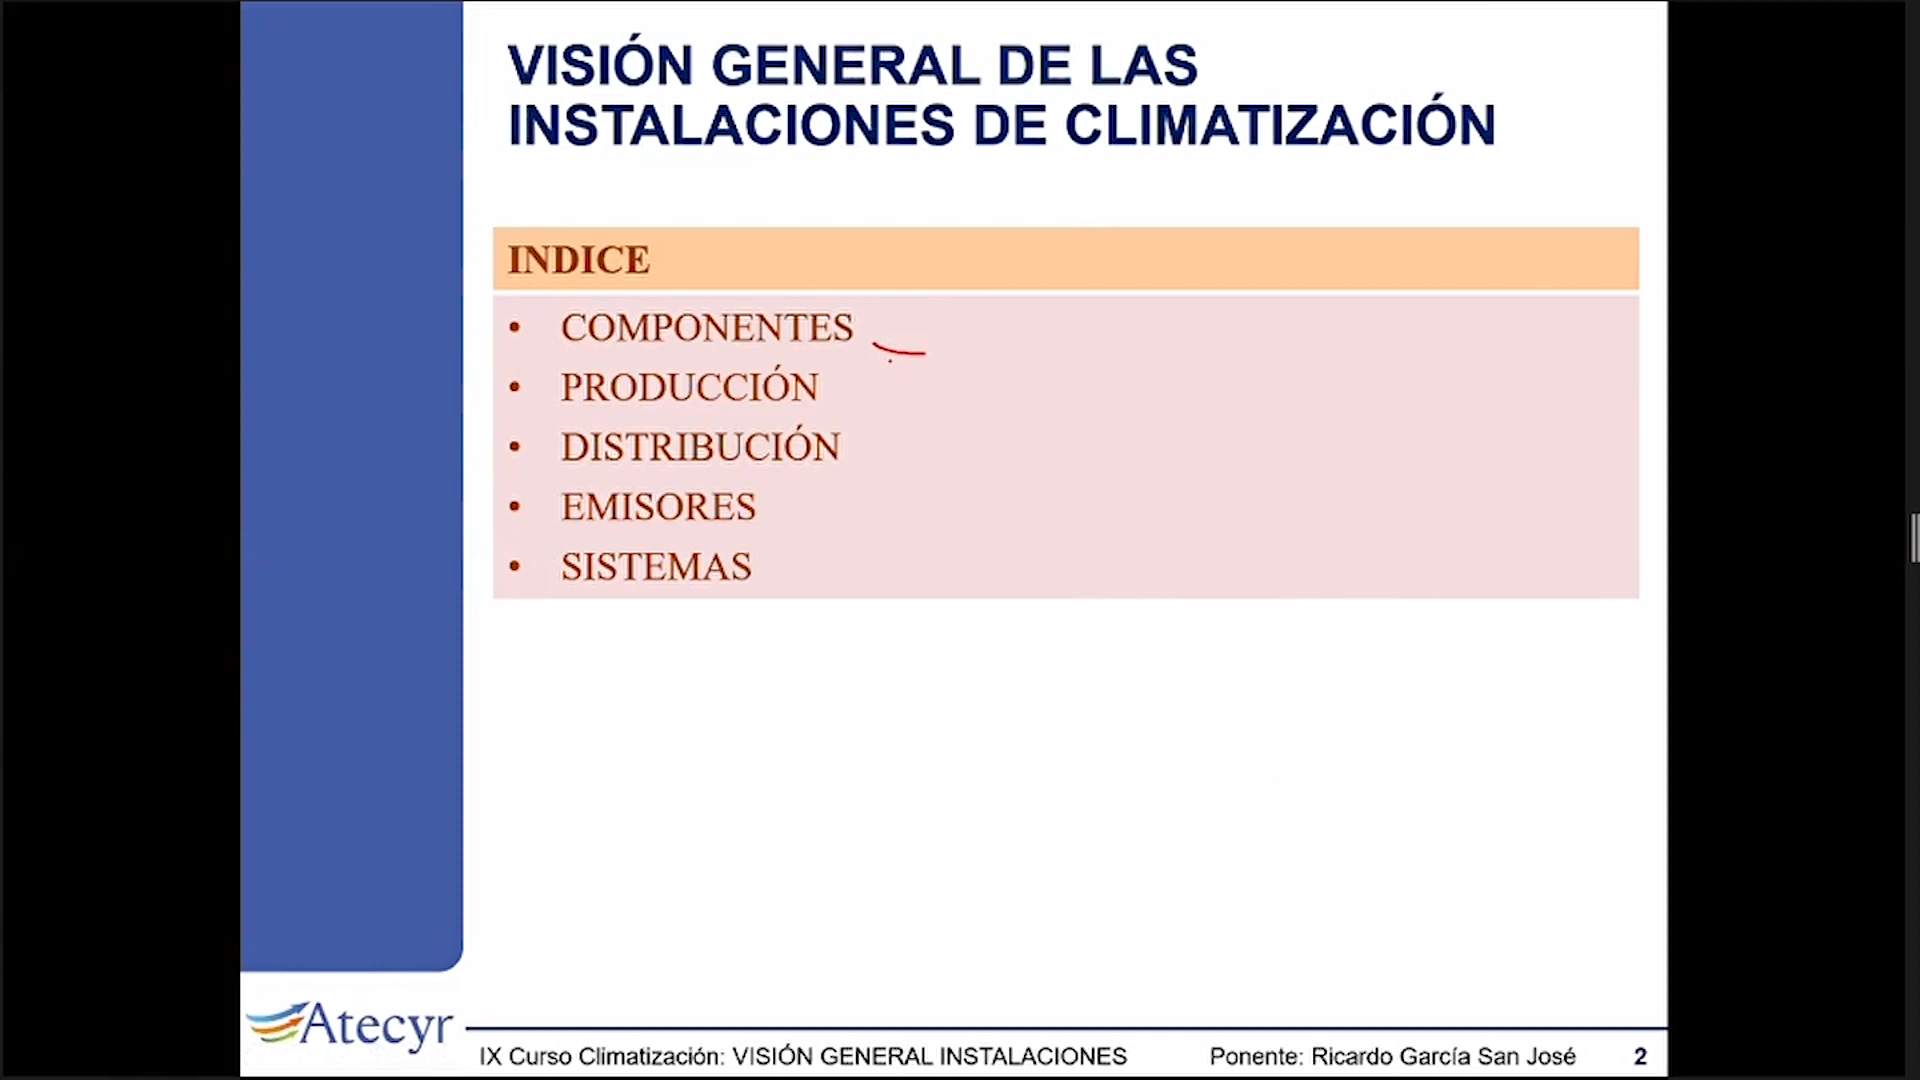 VISIÓN GENERAL DE LAS
INSTALACIONES DE CLIMATIZACIÓN
INDICE
• COMPONENTES
• PRODUCCIÓN
• DISTRIBUCIÓN
• EMISORES
• SISTEMAS
Atecyr
IX Curso Climatización: VISIÓN GENERAL INSTALACIONES Ponente: Ricardo García San José 2